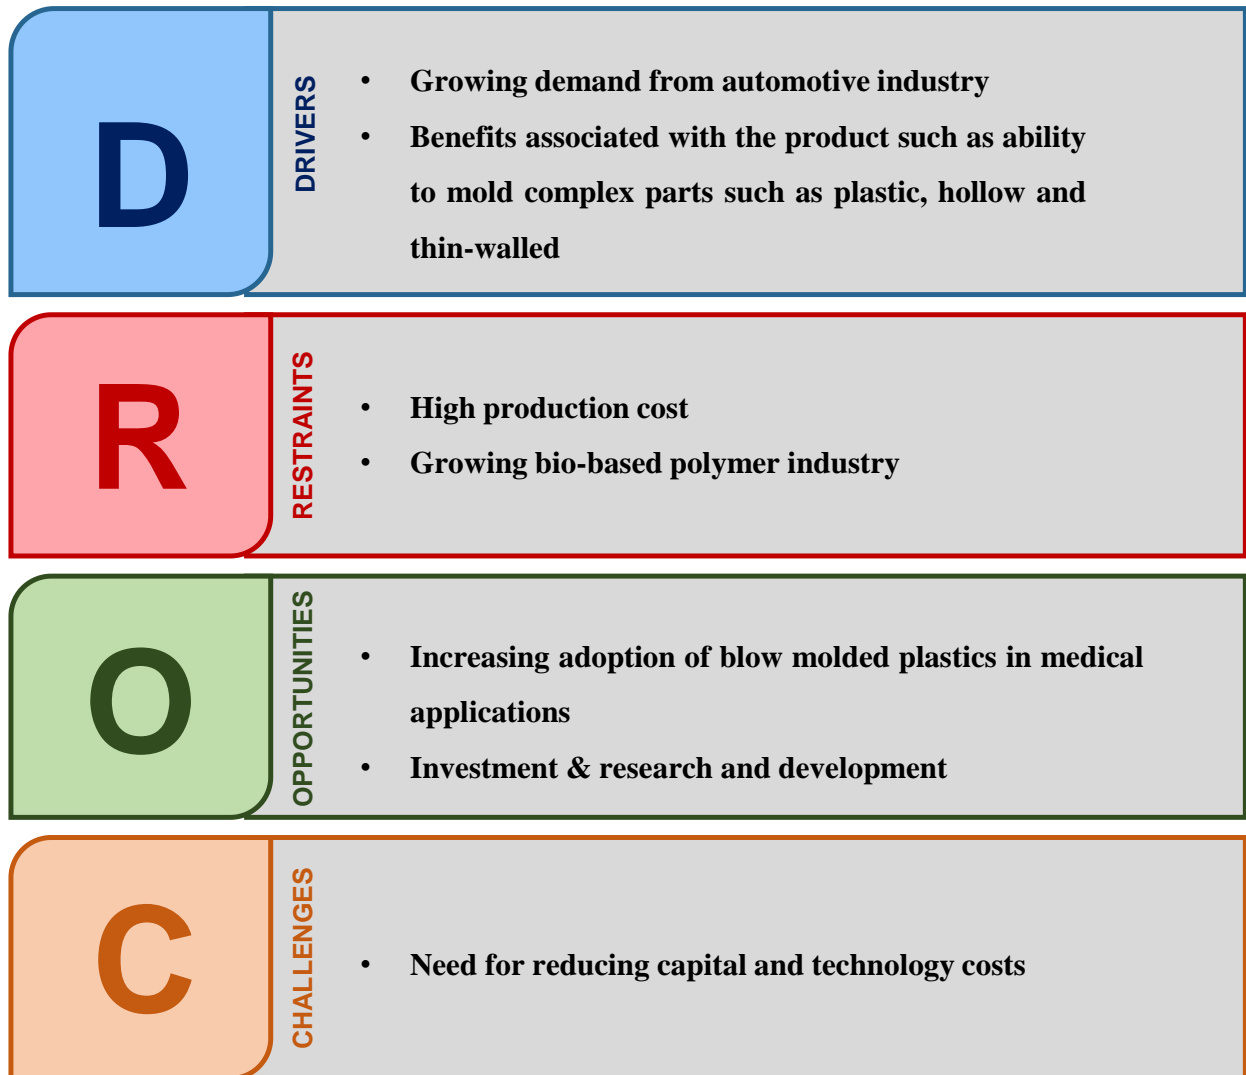 D
DRIVERS
• Growing demand from automotive industry
• Benefits associated with the product such as ability
to mold complex parts such as plastic, hollow and
thin-walled
R
RESTRAINTS
• High production cost
• Growing bio-based polymer industry
O
OPPORTUNITIES
• Increasing adoption of blow molded plastics in medical
applications
• Investment & research and development
C
CHALLENGES
• Need for reducing capital and technology costs